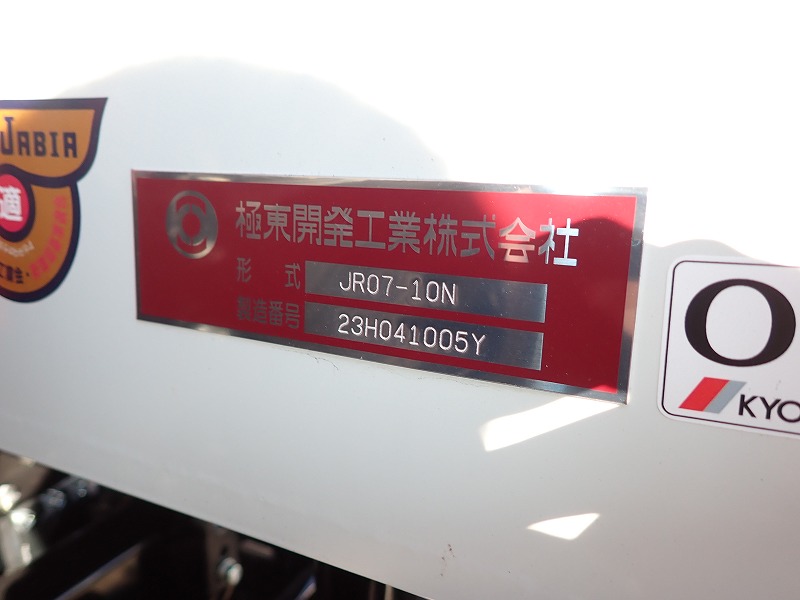 JABIA
適
極東開発工業株式会社
形式 JR07-10N
製造番号 23H041005Y
O
KYO